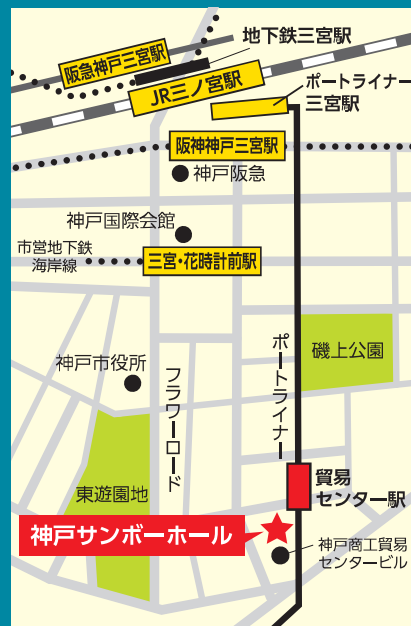 地下鉄三宮駅
阪急神戸三宮駅
JR三ノ宮駅
ポートライナー
三宮駅
阪神神戸三宮駅
神戸阪急
神戸国際会館
市営地下鉄
海岸線
三宮・花時計前駅
磯上公園
ポートライナー
神戸市役所
フラワーロード
貿易
センター駅
東遊園地
神戸サンボーホール
神戸商工貿易
センタービル